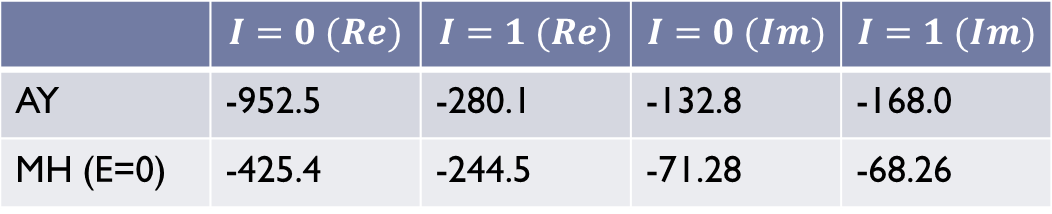 I = 0 (Re) I = 1 (Re) I = 0 (Im) I = 1 (Im)
AY -952.5 -280.1 -132.8 -168.0
MH (E=0) -425.4 -244.5 -71.28 -68.26